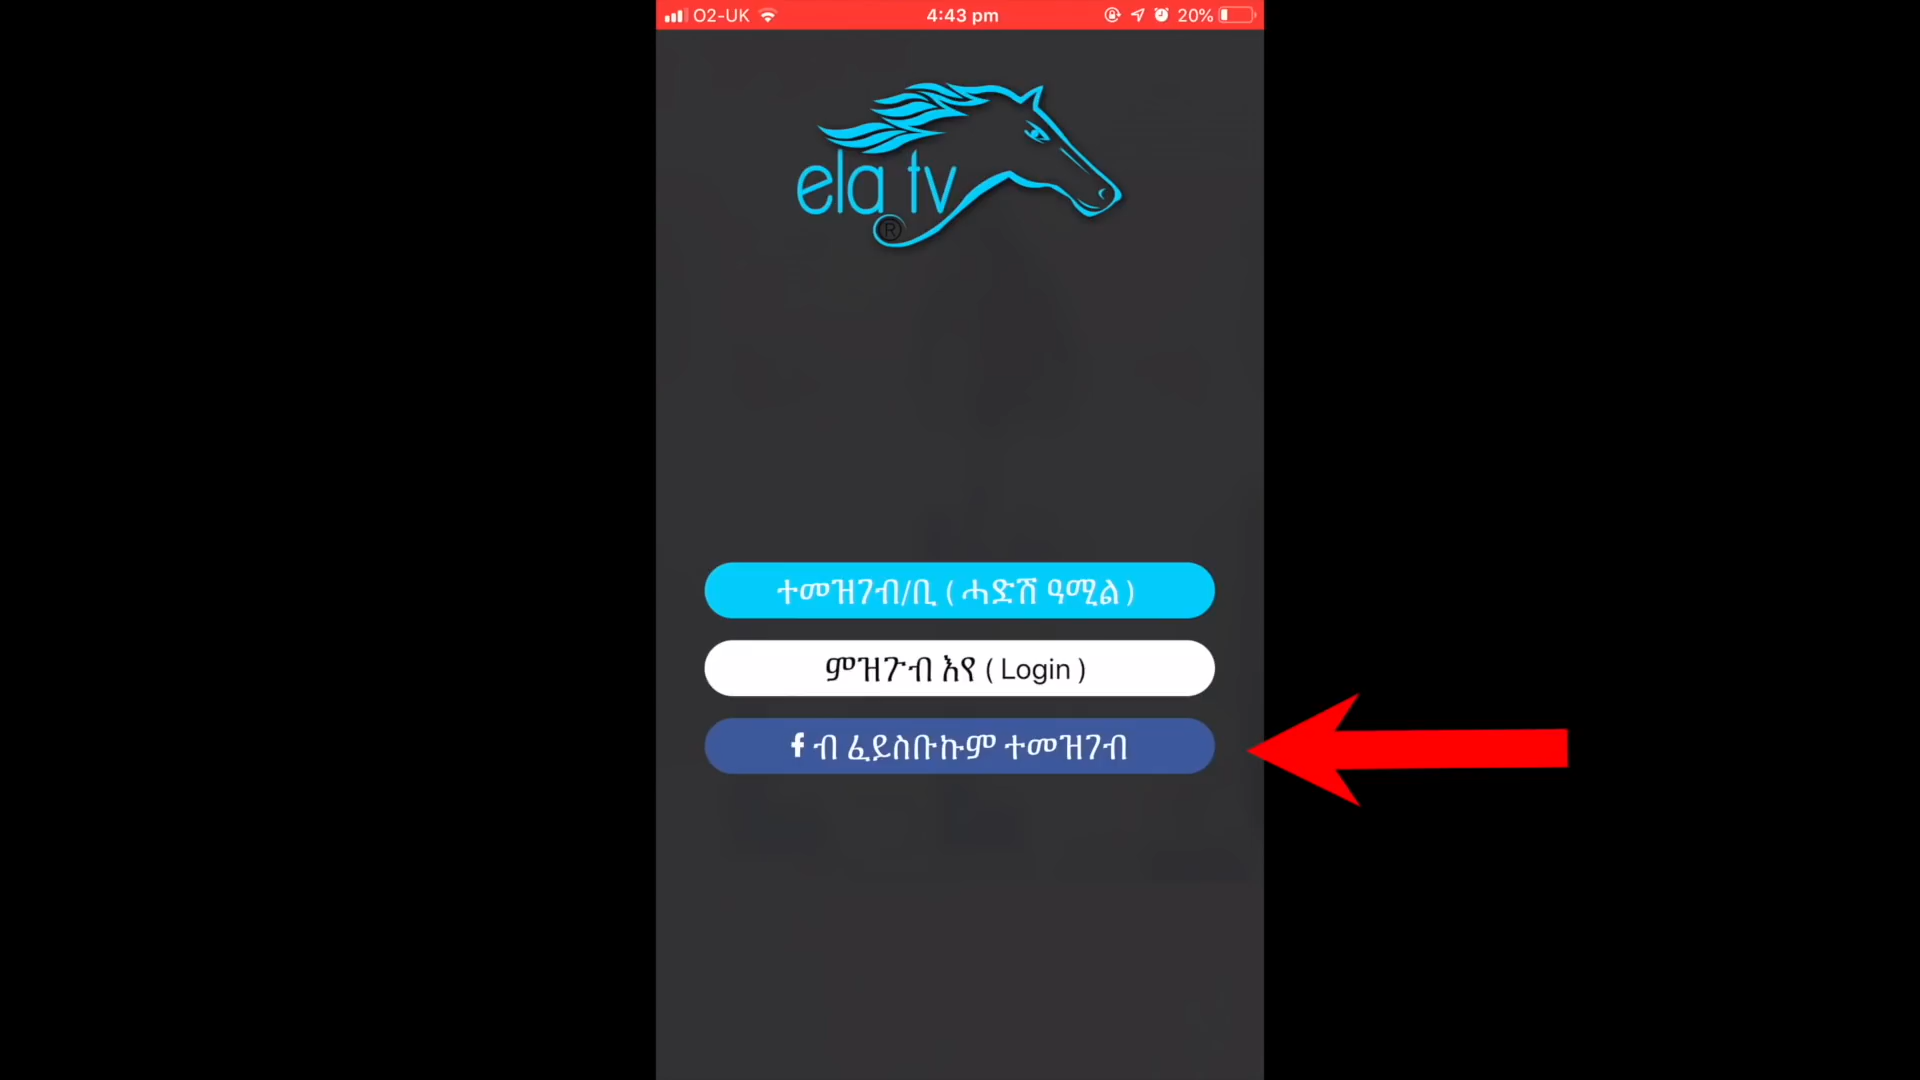 O2-UK 4:43 pm 20%
ela tv
®
ተመዝገብ/ቢ ( ሓድሽ ዓሚል )
ምዝጉብ እየ ( Login )
f ብ ፈይስቡኩም ተመዝገብ